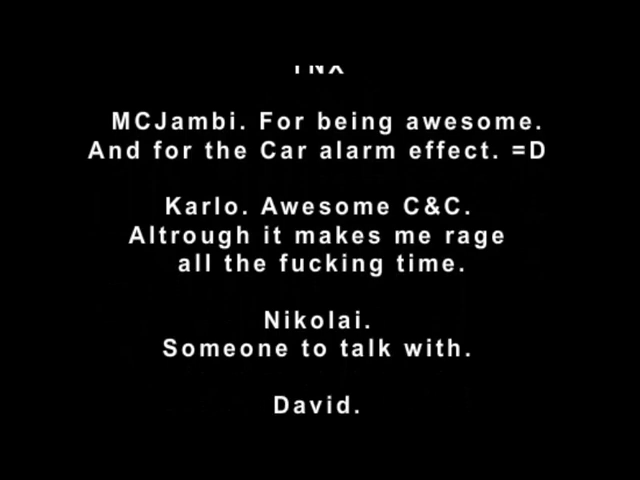 TNX
MCJambi. For being awesome.
And for the Car alarm effect. =D
Karlo. Awesome C&C.
Altrough it makes me rage
all the fucking time.
Nikolai.
Someone to talk with.
David.